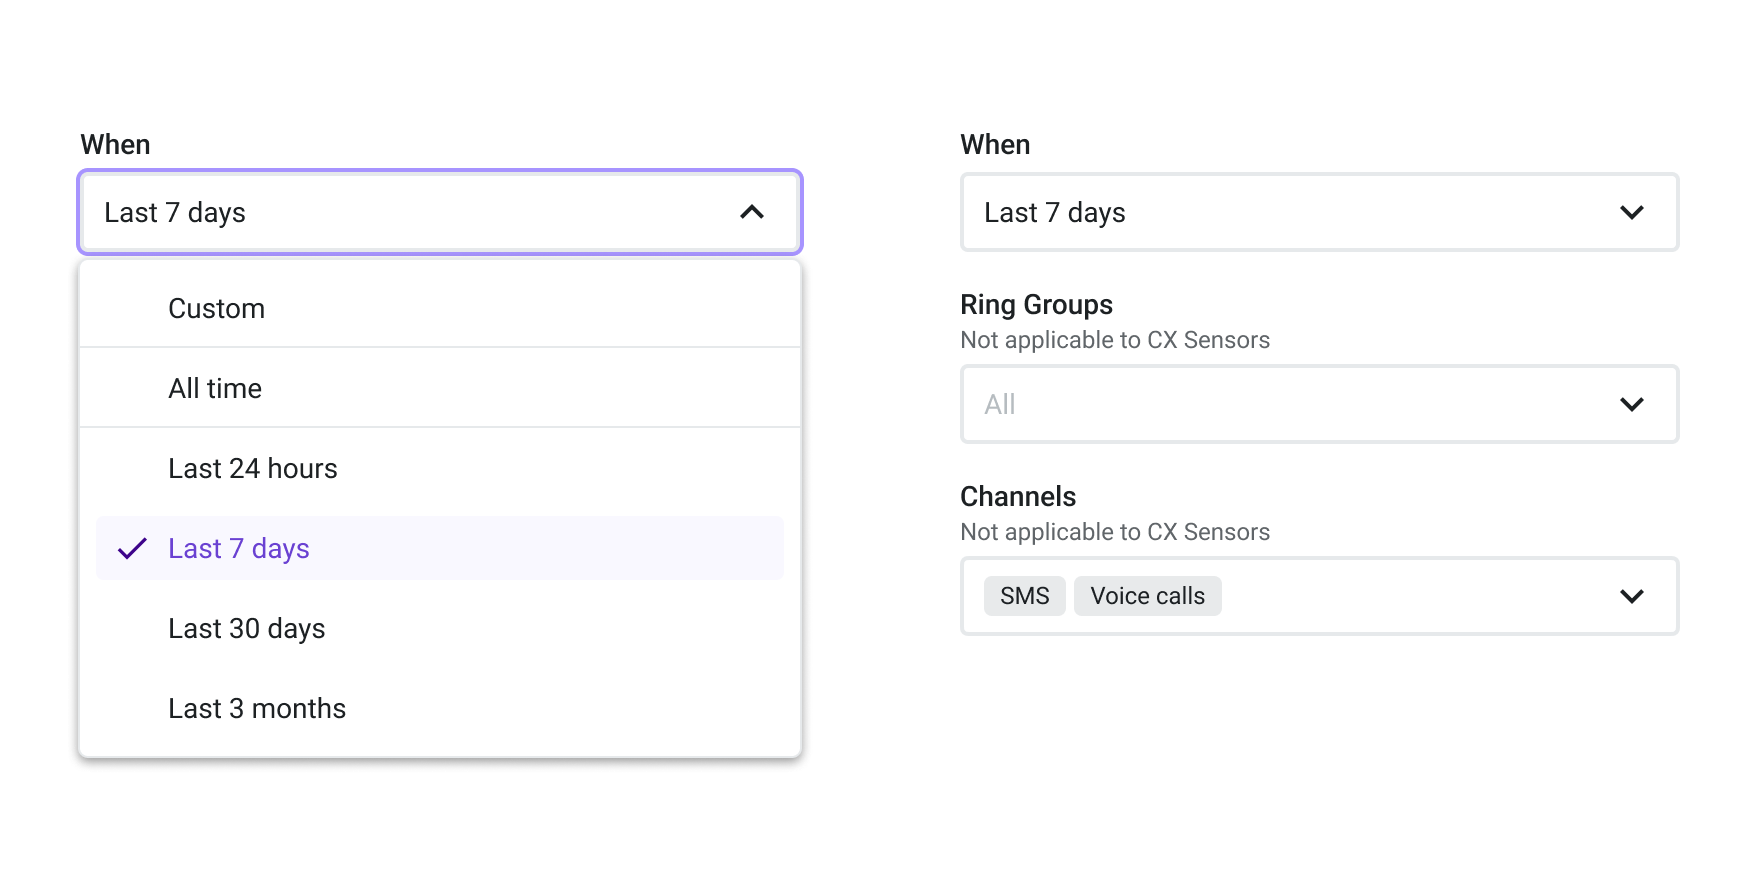 When
Last 7 days
Custom
All time
Last 24 hours
Last 7 days
Last 30 days
Last 3 months
When
Last 7 days
Ring Groups
Not applicable to CX Sensors
All
Channels
Not applicable to CX Sensors
SMS Voice calls